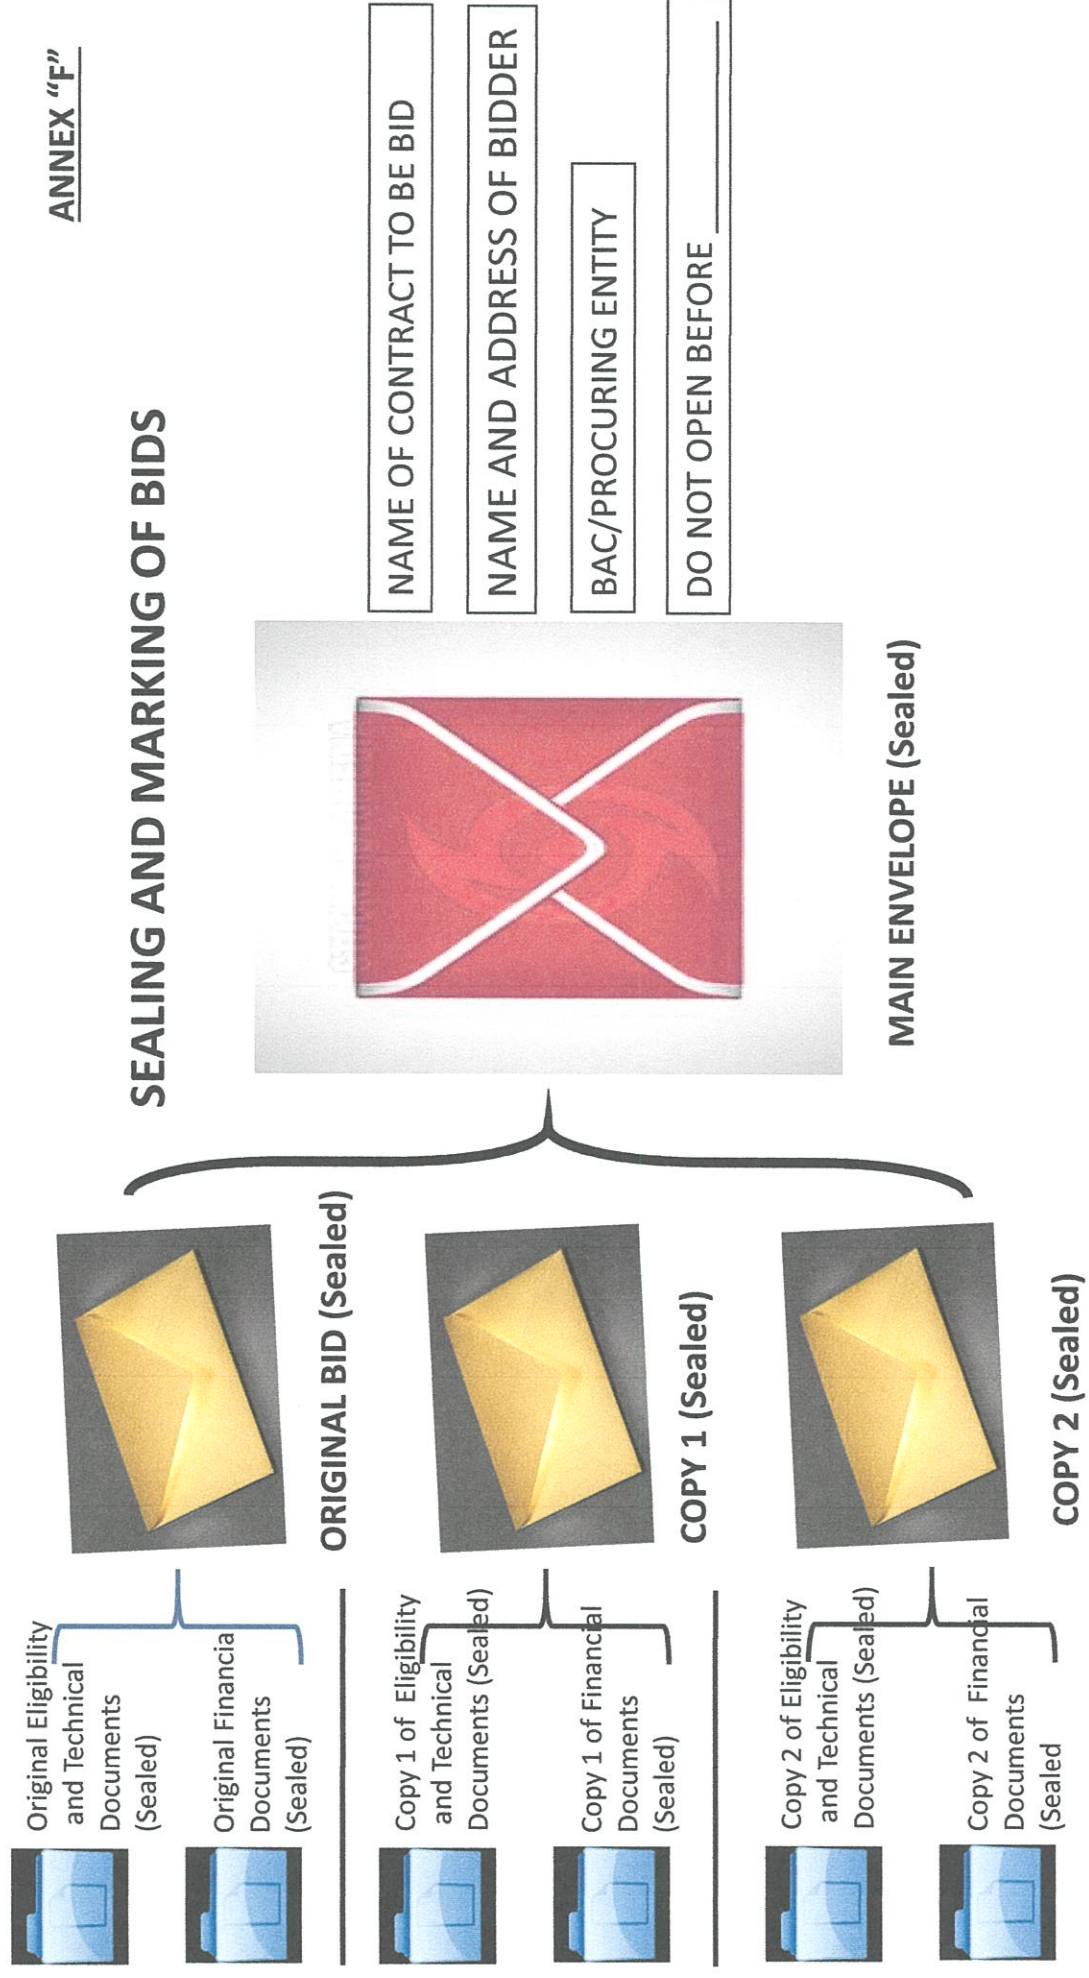 ANNEX “F”
SEALING AND MARKING OF BIDS
Original Eligibility
and Technical
Documents
(Sealed)
Original Financia
Documents
(Sealed)
ORIGINAL BID (Sealed)
Copy 1 of Eligibility
and Technical
Documents (Sealed)
Copy 1 of Financial
Documents
(Sealed)
COPY 1 (Sealed)
Copy 2 of Eligibility
and Technical
Documents (Sealed)
Copy 2 of Financial
Documents
(Sealed
COPY 2 (Sealed)
MAIN ENVELOPE (Sealed)
NAME OF CONTRACT TO BE BID
NAME AND ADDRESS OF BIDDER
BAC/PROCURING ENTITY
DO NOT OPEN BEFORE ____________